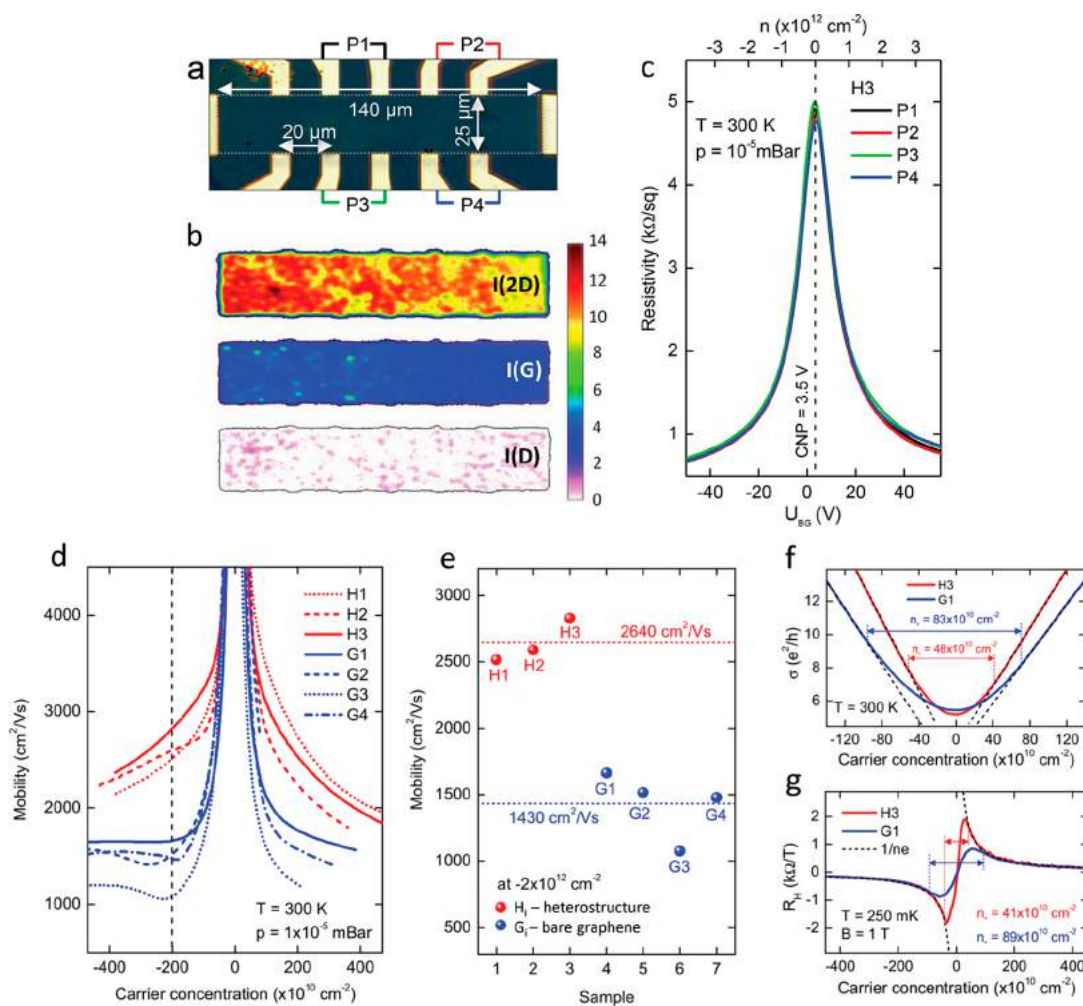 a
P1 P2
140 µm
20 µm
25 µm
P3 P4
b
I(2D)
I(G)
I(D)
14
12
10
8
6
4
2
0
c
n (x10¹² cm⁻²)
-3 -2 -1 0 1 2 3
H3
P1
P2
P3
P4
T = 300 K
p = 10⁻⁵mBar
CNP = 3.5 V
Resistivity (kΩ/sq)
5
4
3
2
1
-40 -20 0 20 40
U_BG (V)
d
Mobility (cm²/Vs)
4000
3000
2000
1000
H1
H2
H3
G1
G2
G3
G4
T = 300 K
p = 1x10⁻⁵ mBar
-400 -200 0 200 400
Carrier concentration (x10¹⁰ cm⁻²)
e
Mobility (cm²/Vs)
3000
2500
2000
1500
1000
500
H1
H2
H3
2640 cm²/Vs
G1
G2
G3
G4
1430 cm²/Vs
at -2x10¹² cm⁻²
Hᵢ – heterostructure
Gᵢ – bare graphene
1 2 3 4 5 6 7
Sample
f
σ (e²/h)
12
10
8
6
H3
G1
n* = 83x10¹⁰ cm⁻²
n* = 48x10¹⁰ cm⁻²
T = 300 K
-120 -80 -40 0 40 80 120
Carrier concentration (x10¹⁰ cm⁻²)
g
R_H (kΩ/T)
2
1
0
-1
-2
H3
G1
1/ne
T = 250 mK
B = 1 T
n* = 41x10¹⁰ cm⁻²
n* = 89x10¹⁰ cm⁻²
-400 -200 0 200 400
Carrier concentration (x10¹⁰ cm⁻²)